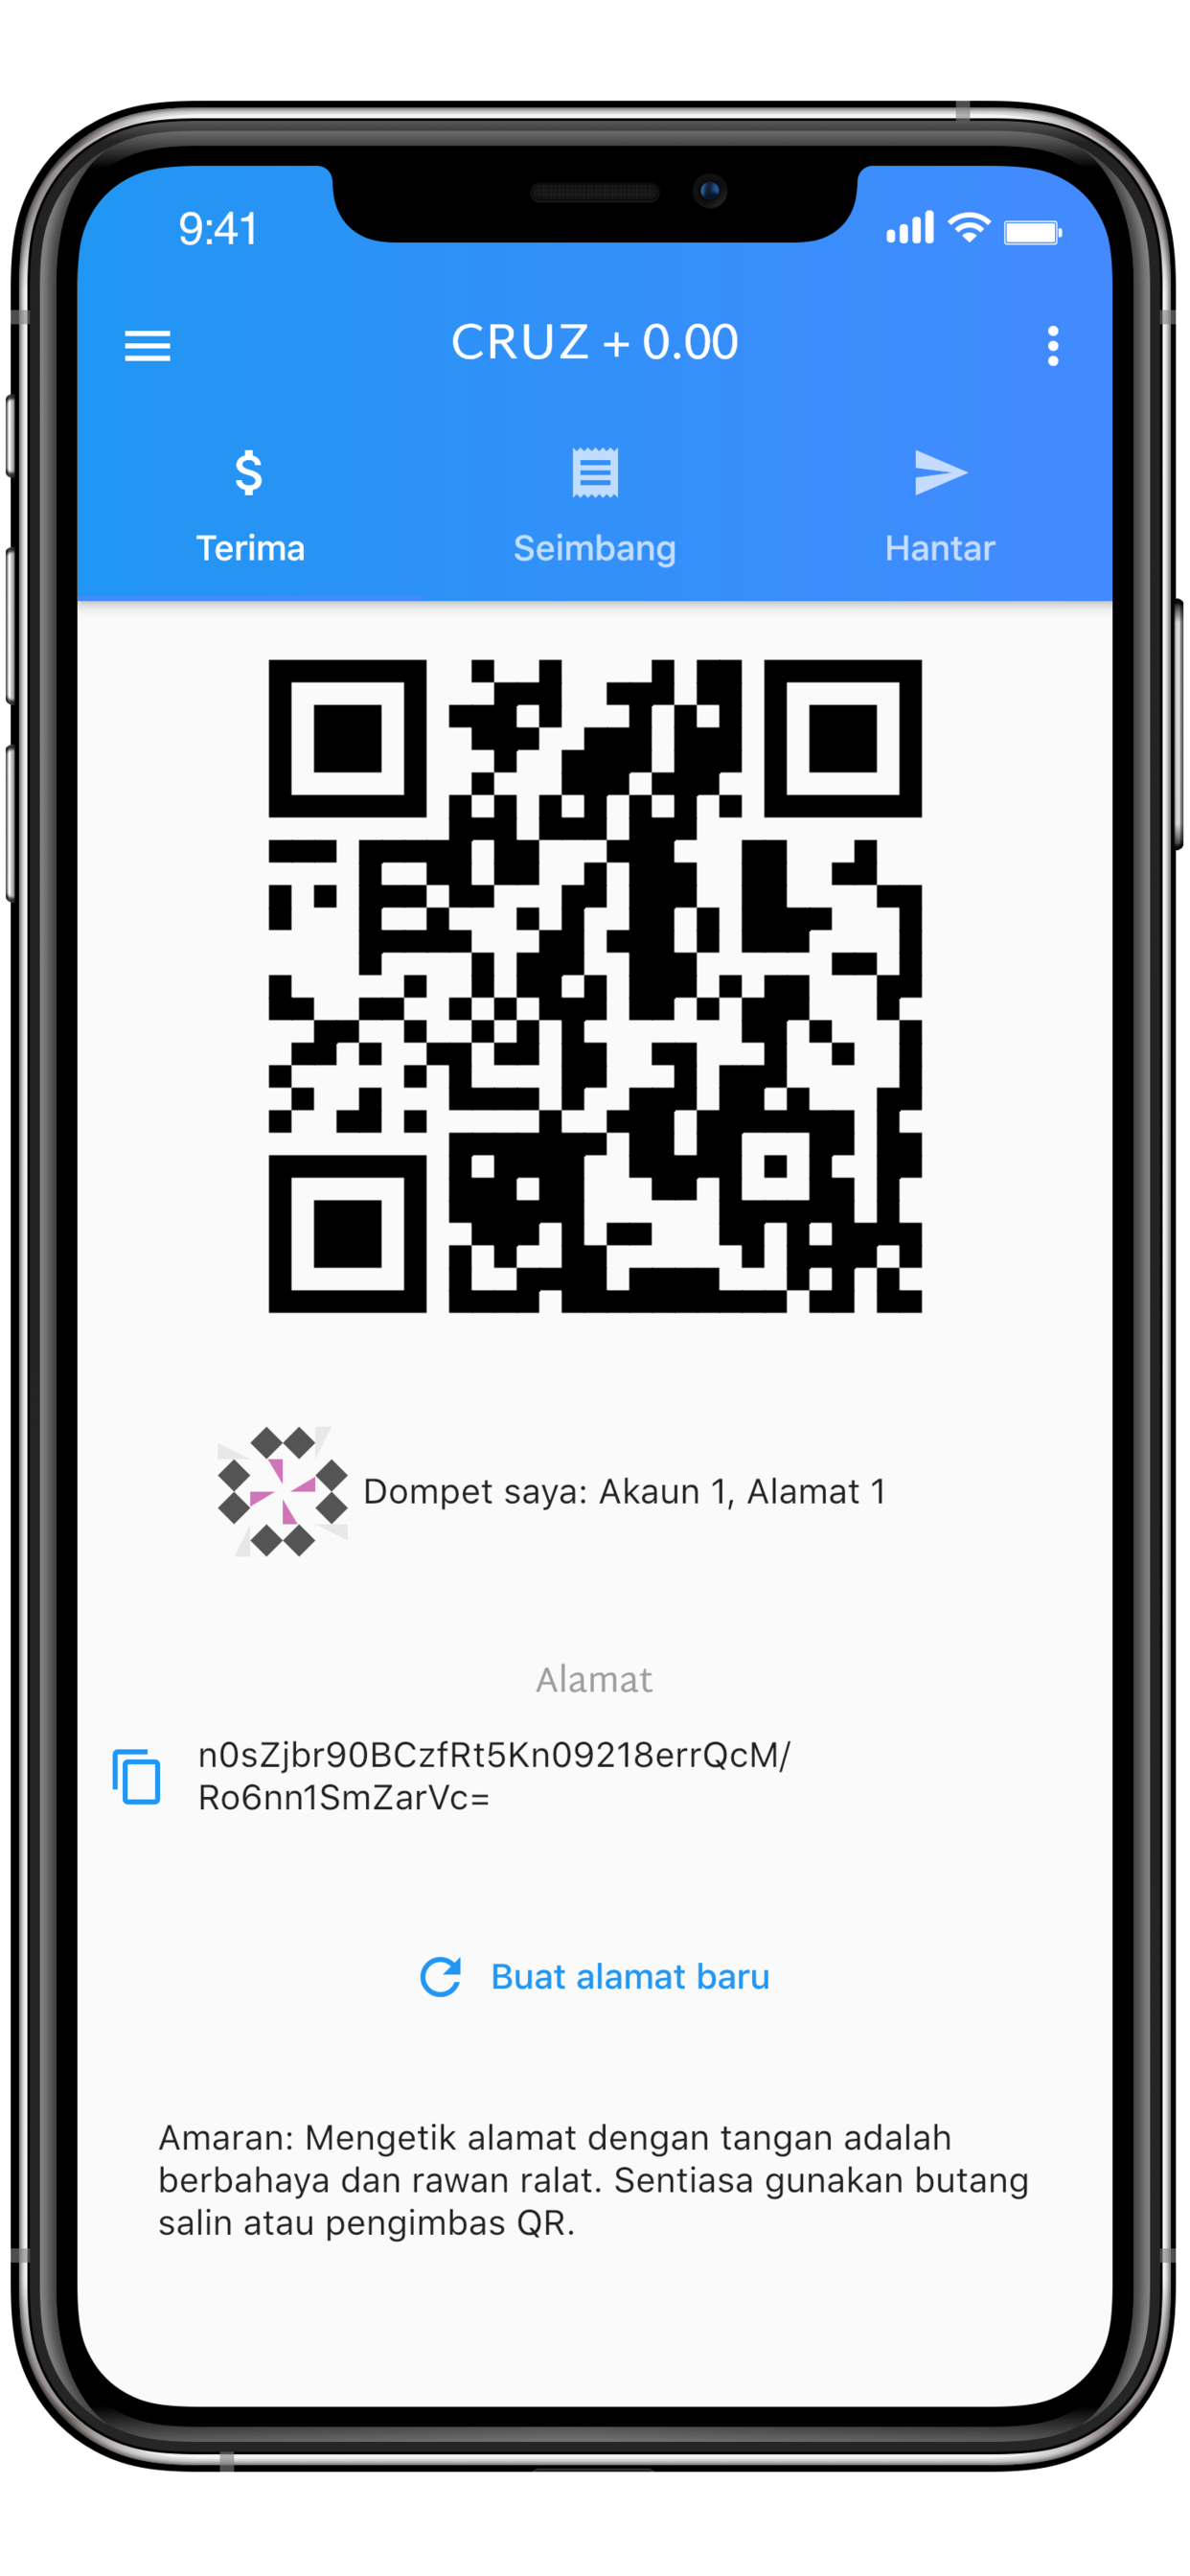 9:41
CRUZ + 0.00
Terima
Seimbang
Hantar
Dompet saya: Akaun 1, Alamat 1
Alamat
n0sZjbr90BCzfRt5Kn09218errQcM/
Ro6nn1SmZarVc=
Buat alamat baru
Amaran: Mengetik alamat dengan tangan adalah
berbahaya dan rawan ralat. Sentiasa gunakan butang
salin atau pengimbas QR.